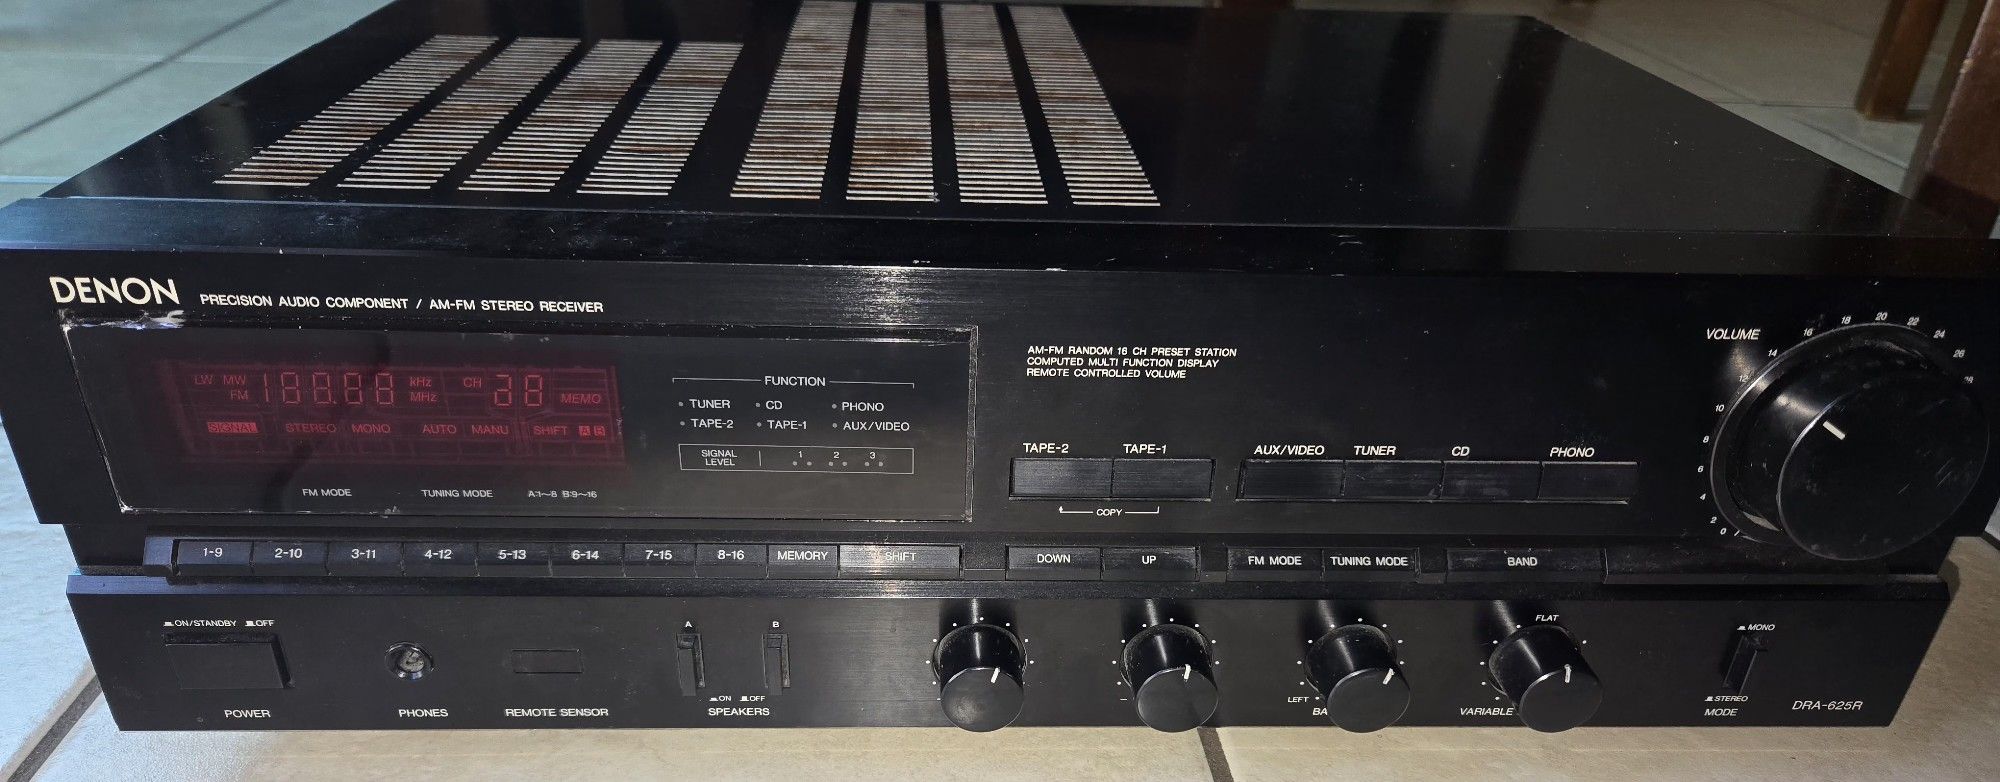 DENON PRECISION AUDIO COMPONENT / AM-FM STEREO RECEIVER
LW MW 188.88 kHz CH 38
FM MHz MEMO
SIGNAL STEREO MONO AUTO MANU SHIFT A B
FM MODE TUNING MODE A:1~8 B:9~16
FUNCTION
TUNER CD PHONO
TAPE-2 TAPE-1 AUX/VIDEO
SIGNAL LEVEL 1 2 3
AM-FM RANDOM 16 CH PRESET STATION
COMPUTED MULTI FUNCTION DISPLAY
REMOTE CONTROLLED VOLUME
TAPE-2 TAPE-1 AUX/VIDEO TUNER CD PHONO
COPY
VOLUME
0 2 4 6 8 10 12 14 16 18 20 22 24 26 28
1-9 2-10 3-11 4-12 5-13 6-14 7-15 8-16 MEMORY SHIFT
DOWN UP FM MODE TUNING MODE BAND
ON/STANDBY OFF
POWER
PHONES
REMOTE SENSOR
A B
ON OFF
SPEAKERS
LEFT
BA
FLAT
VARIABLE
MONO
STEREO
MODE
DRA-625R